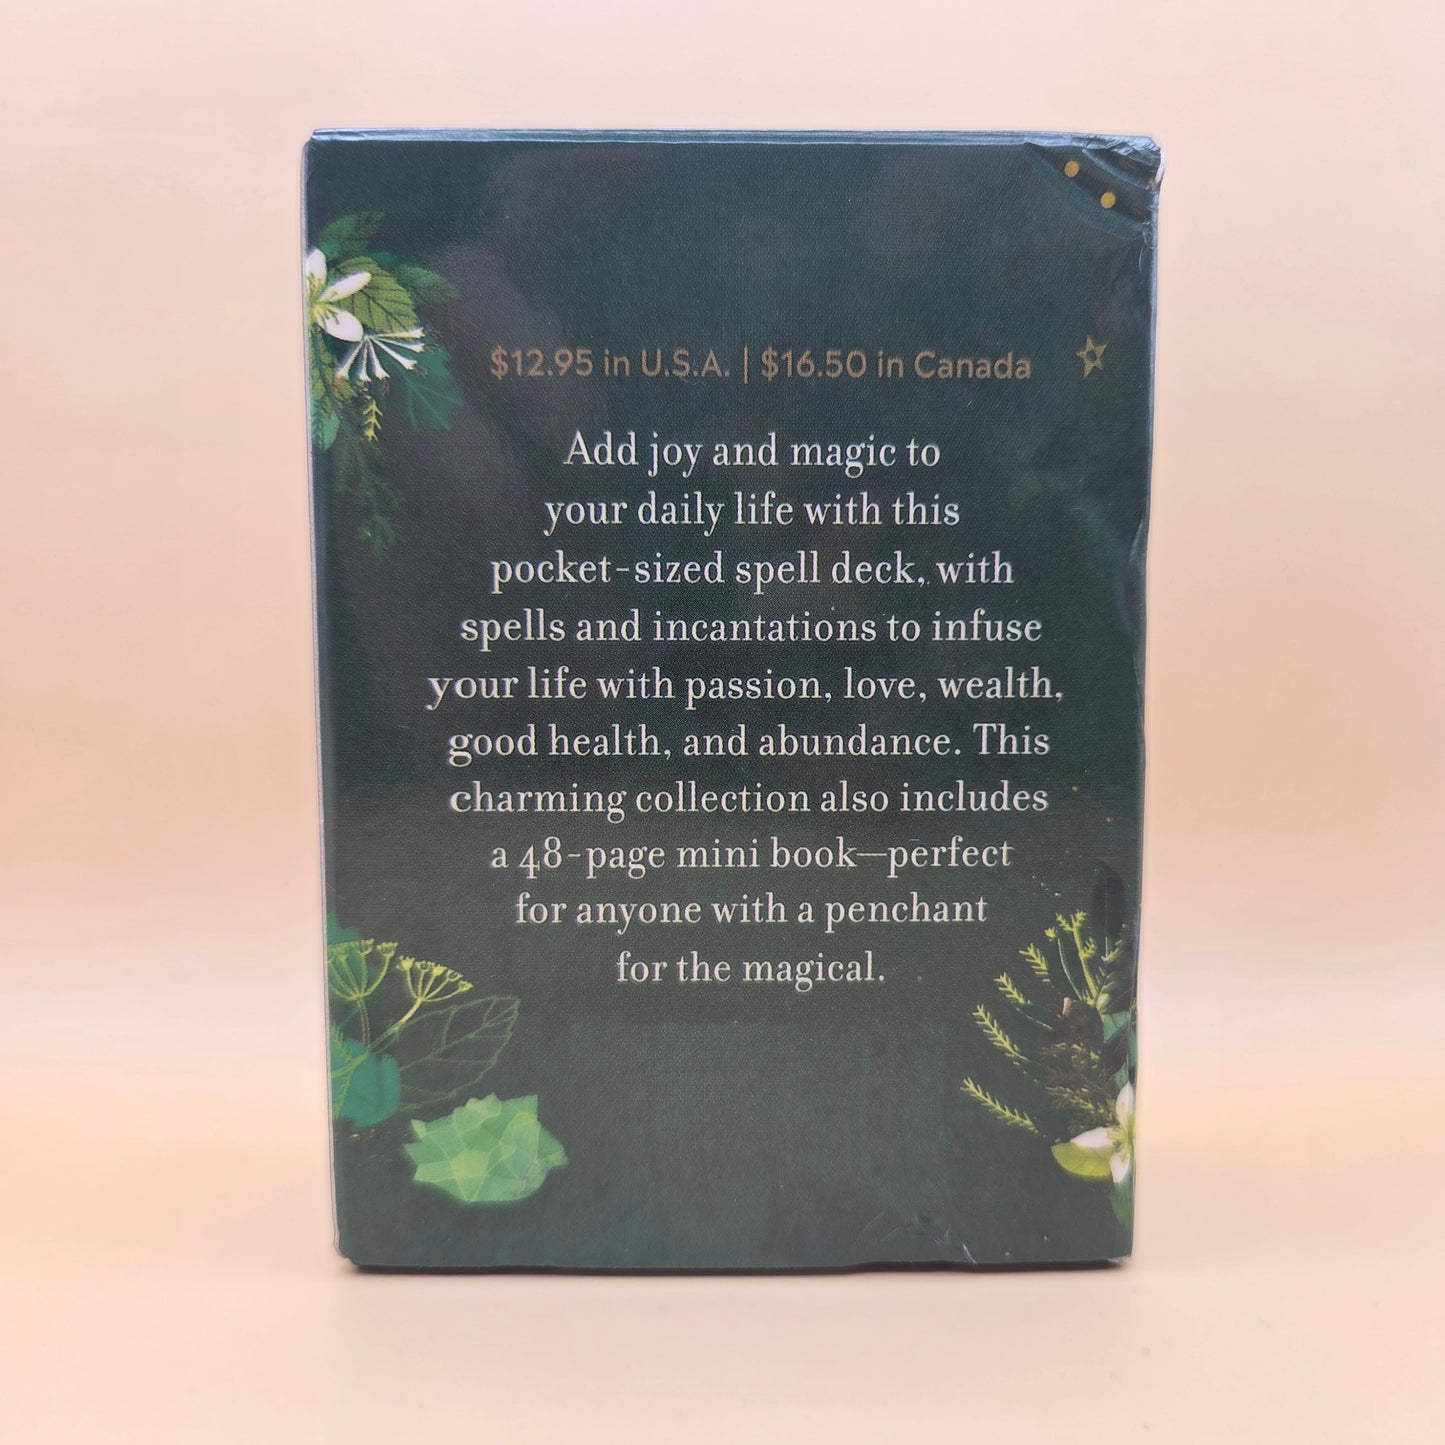 $12.95 in U.S.A. | $16.50 in Canada
Add joy and magic to
your daily life with this
pocket-sized spell deck, with
spells and incantations to infuse
your life with passion, love, wealth,
good health, and abundance. This
charming collection also includes
a 48-page mini book—perfect
for anyone with a penchant
for the magical.